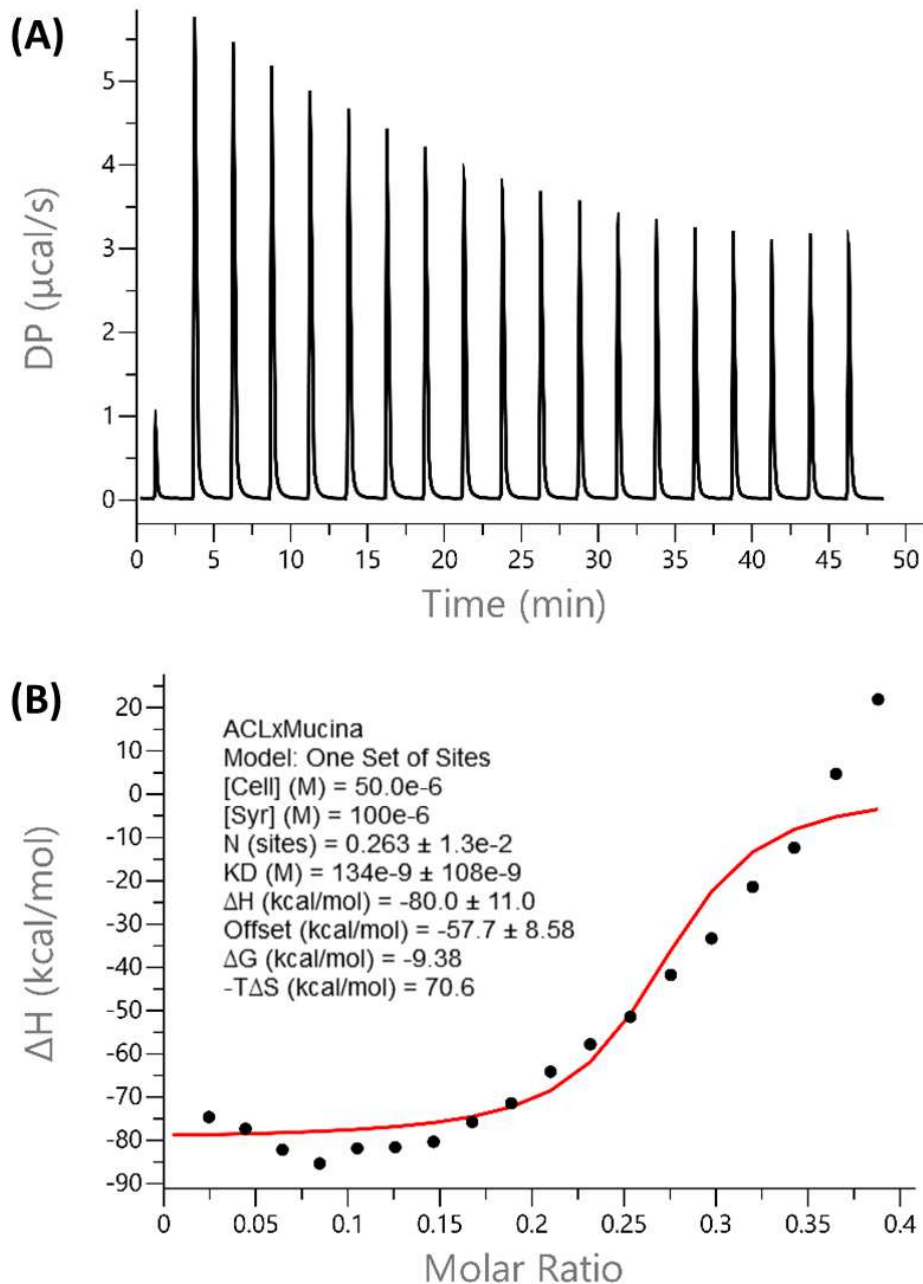 (A)
5
4
3
2
1
0
DP (μcal/s)
0 5 10 15 20 25 30 35 40 45 50
Time (min)
(B)
20
10
0
-10
-20
-30
-40
-50
-60
-70
-80
-90
ΔH (kcal/mol)
ACLxMucina
Model: One Set of Sites
[Cell] (M) = 50.0e-6
[Syr] (M) = 100e-6
N (sites) = 0.263 ± 1.3e-2
KD (M) = 134e-9 ± 108e-9
ΔH (kcal/mol) = -80.0 ± 11.0
Offset (kcal/mol) = -57.7 ± 8.58
ΔG (kcal/mol) = -9.38
-TΔS (kcal/mol) = 70.6
0 0.05 0.1 0.15 0.2 0.25 0.3 0.35 0.4
Molar Ratio